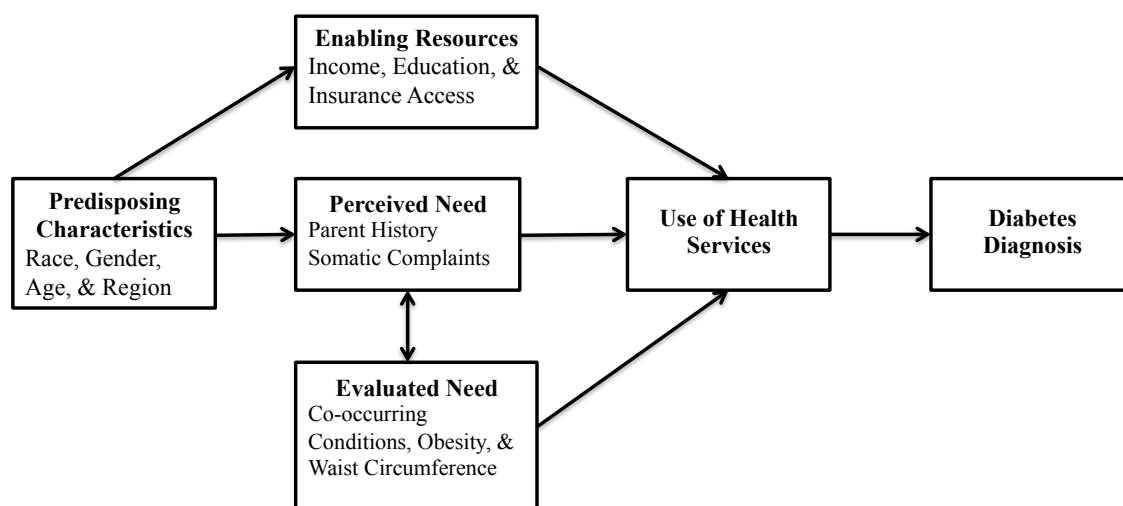 Enabling Resources
Income, Education, &
Insurance Access
Predisposing
Characteristics
Race, Gender,
Age, & Region
Perceived Need
Parent History
Somatic Complaints
Use of Health
Services
Diabetes
Diagnosis
Evaluated Need
Co-occurring
Conditions, Obesity, &
Waist Circumference